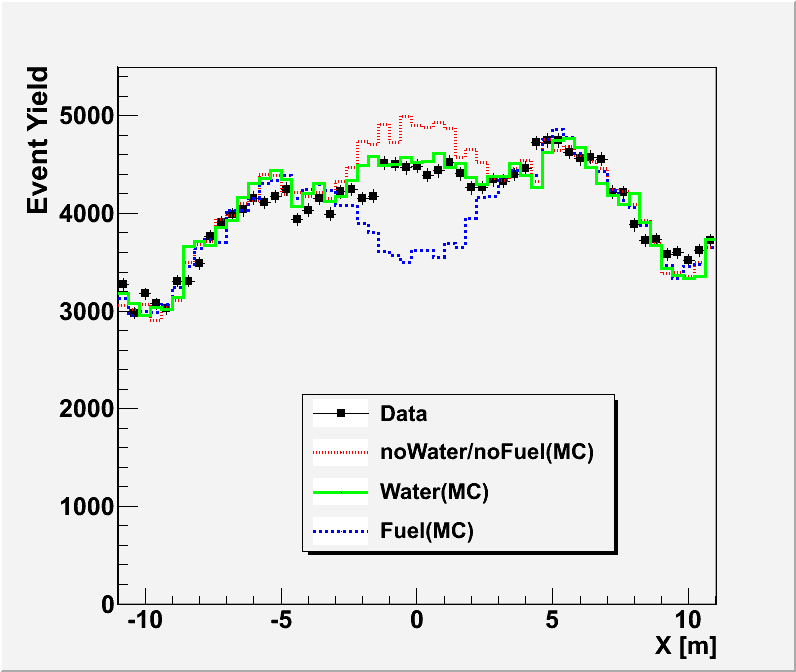 Event Yield
5000
4000
3000
2000
1000
0
Data
noWater/noFuel(MC)
Water(MC)
Fuel(MC)
-10 -5 0 5 10
X [m]